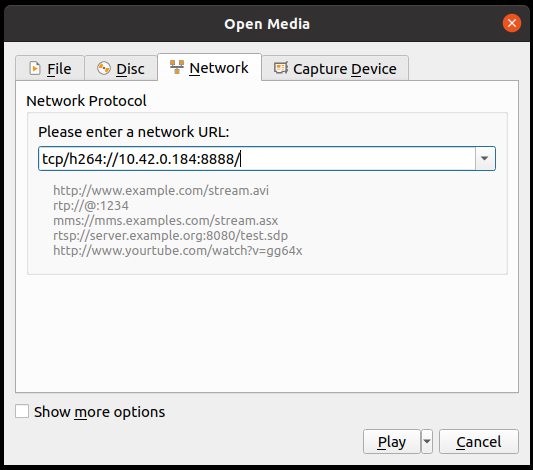 Open Media
File Disc Network Capture Device
Network Protocol
Please enter a network URL:
tcp/h264://10.42.0.184:8888/
http://www.example.com/stream.avi
rtp://@:1234
mms://mms.examples.com/stream.asx
rtsp://server.example.org:8080/test.sdp
http://www.yourtube.com/watch?v=gg64x
Show more options
Play Cancel